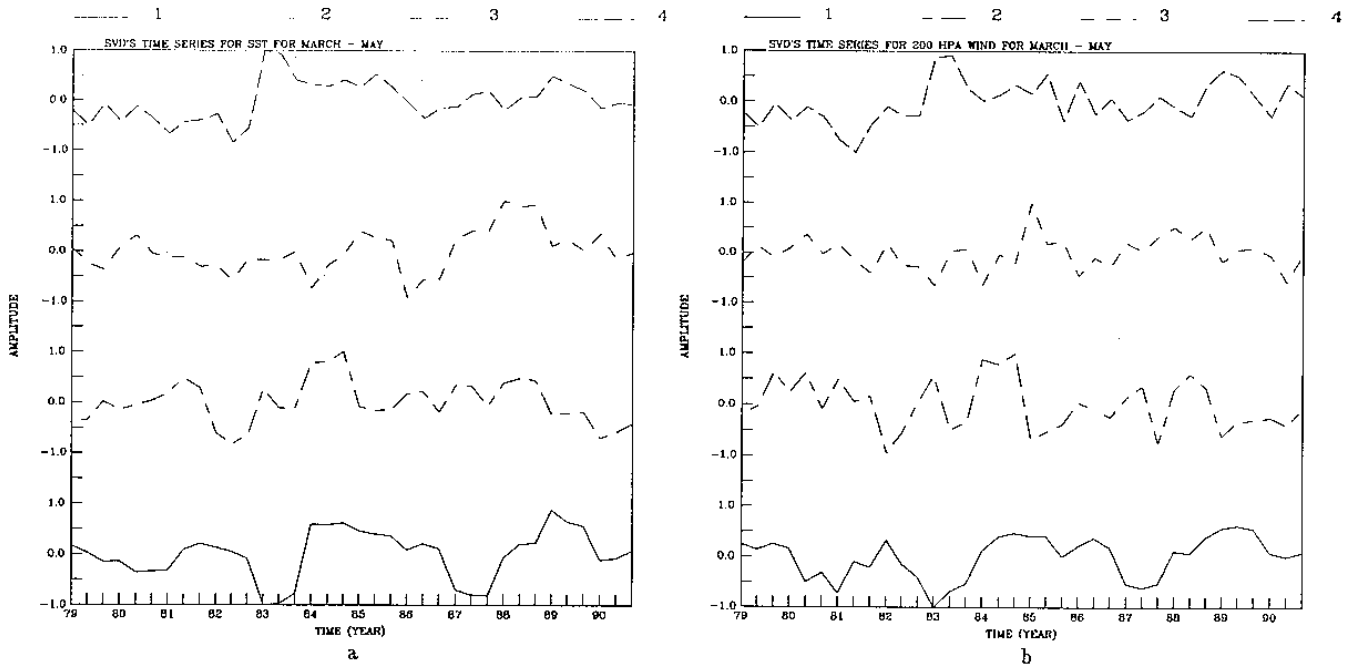 1 2 3 4
SVD'S TIME SERIES FOR SST FOR MARCH - MAY
1.0
0.0
-1.0
1.0
0.0
-1.0
1.0
0.0
-1.0
1.0
0.0
-1.0
AMPLITUDE
79 80 81 82 83 84 85 86 87 88 89 90
TIME (YEAR)
a
1 2 3 4
SVD'S TIME SERIES FOR 200 HPA WIND FOR MARCH - MAY
1.0
0.0
-1.0
1.0
0.0
-1.0
1.0
0.0
-1.0
1.0
0.0
-1.0
AMPLITUDE
79 80 81 82 83 84 85 86 87 88 89 90
TIME (YEAR)
b